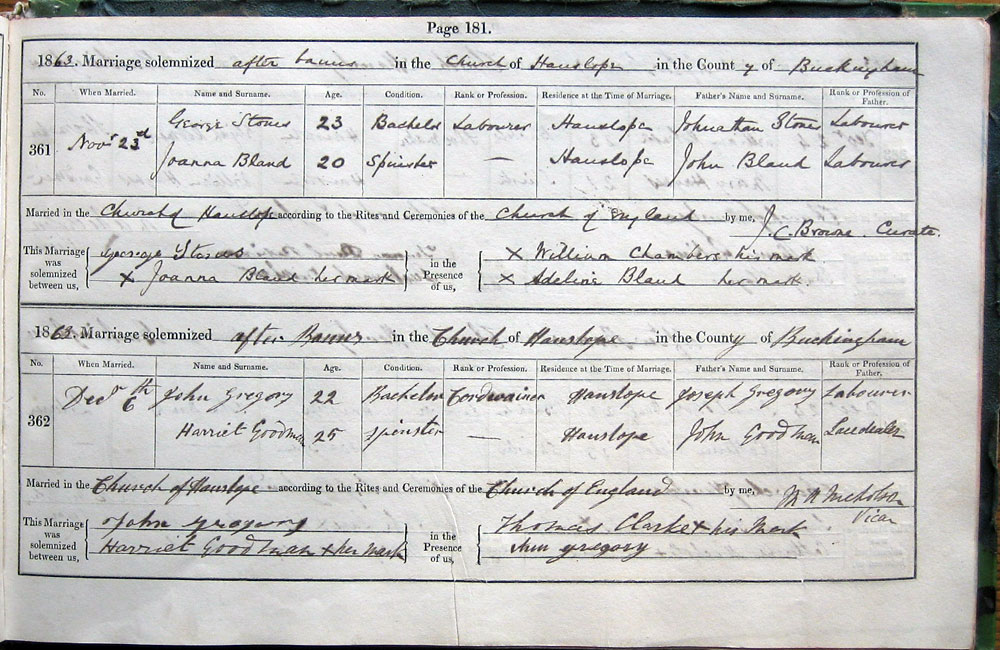 Page 181.
1863. Marriage solemnized after banns in the Church of Hanslope in the County of Buckingham
No. When Married. Name and Surname. Age. Condition. Rank or Profession. Residence at the Time of Marriage. Father's Name and Surname. Rank or Profession of Father.
361 Novr 23rd George Stones 23 Bachelor Labourer Hanslope Johnathan Stones Labourer
Joanna Bland 20 Spinster — Hanslope John Bland Labourer
Married in the Church of Hanslope according to the Rites and Ceremonies of the Church of England by me, J. C. Browne. Curate.
This Marriage was solemnized between us, George Stones in the Presence of us, X William Chambers his mark
X Joanna Bland her mark X Adeline Bland her mark.
1863. Marriage solemnized after Banns in the Church of Hanslope in the County of Buckingham
No. When Married. Name and Surname. Age. Condition. Rank or Profession. Residence at the Time of Marriage. Father's Name and Surname. Rank or Profession of Father.
362 Decr 6th John Gregory 22 Bachelor Cordwainer Hanslope Joseph Gregory Labourer
Harriet Goodman 25 Spinster — Hanslope John Goodman Lacedealer
Married in the Church of Hanslope according to the Rites and Ceremonies of the Church of England by me, Nicholson
Vicar
This Marriage was solemnized between us, John Gregory in the Presence of us, Thomas Clarke + his Mark
Harriet Goodman + her Mark Ann Gregory